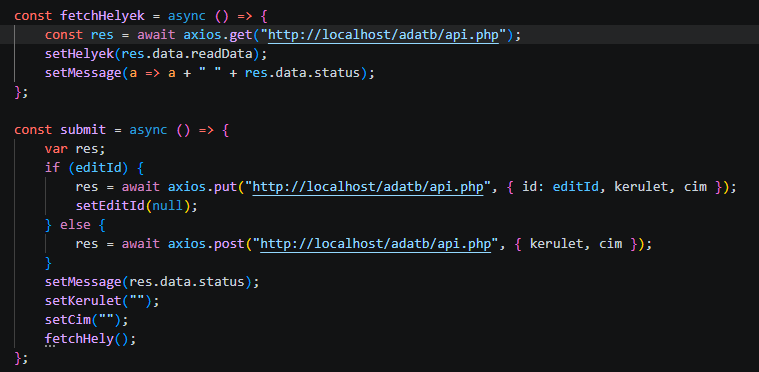 const fetchHelyek = async () => {
    const res = await axios.get("http://localhost/adatb/api.php");
    setHelyek(res.data.readData);
    setMessage(a => a + " " + res.data.status);
};

const submit = async () => {
    var res;
    if (editId) {
        res = await axios.put("http://localhost/adatb/api.php", { id: editId, kerulet, cim });
        setEditId(null);
    } else {
        res = await axios.post("http://localhost/adatb/api.php", { kerulet, cim });
    }
    setMessage(res.data.status);
    setKerulet("");
    setCim("");
    fetchHely();
};